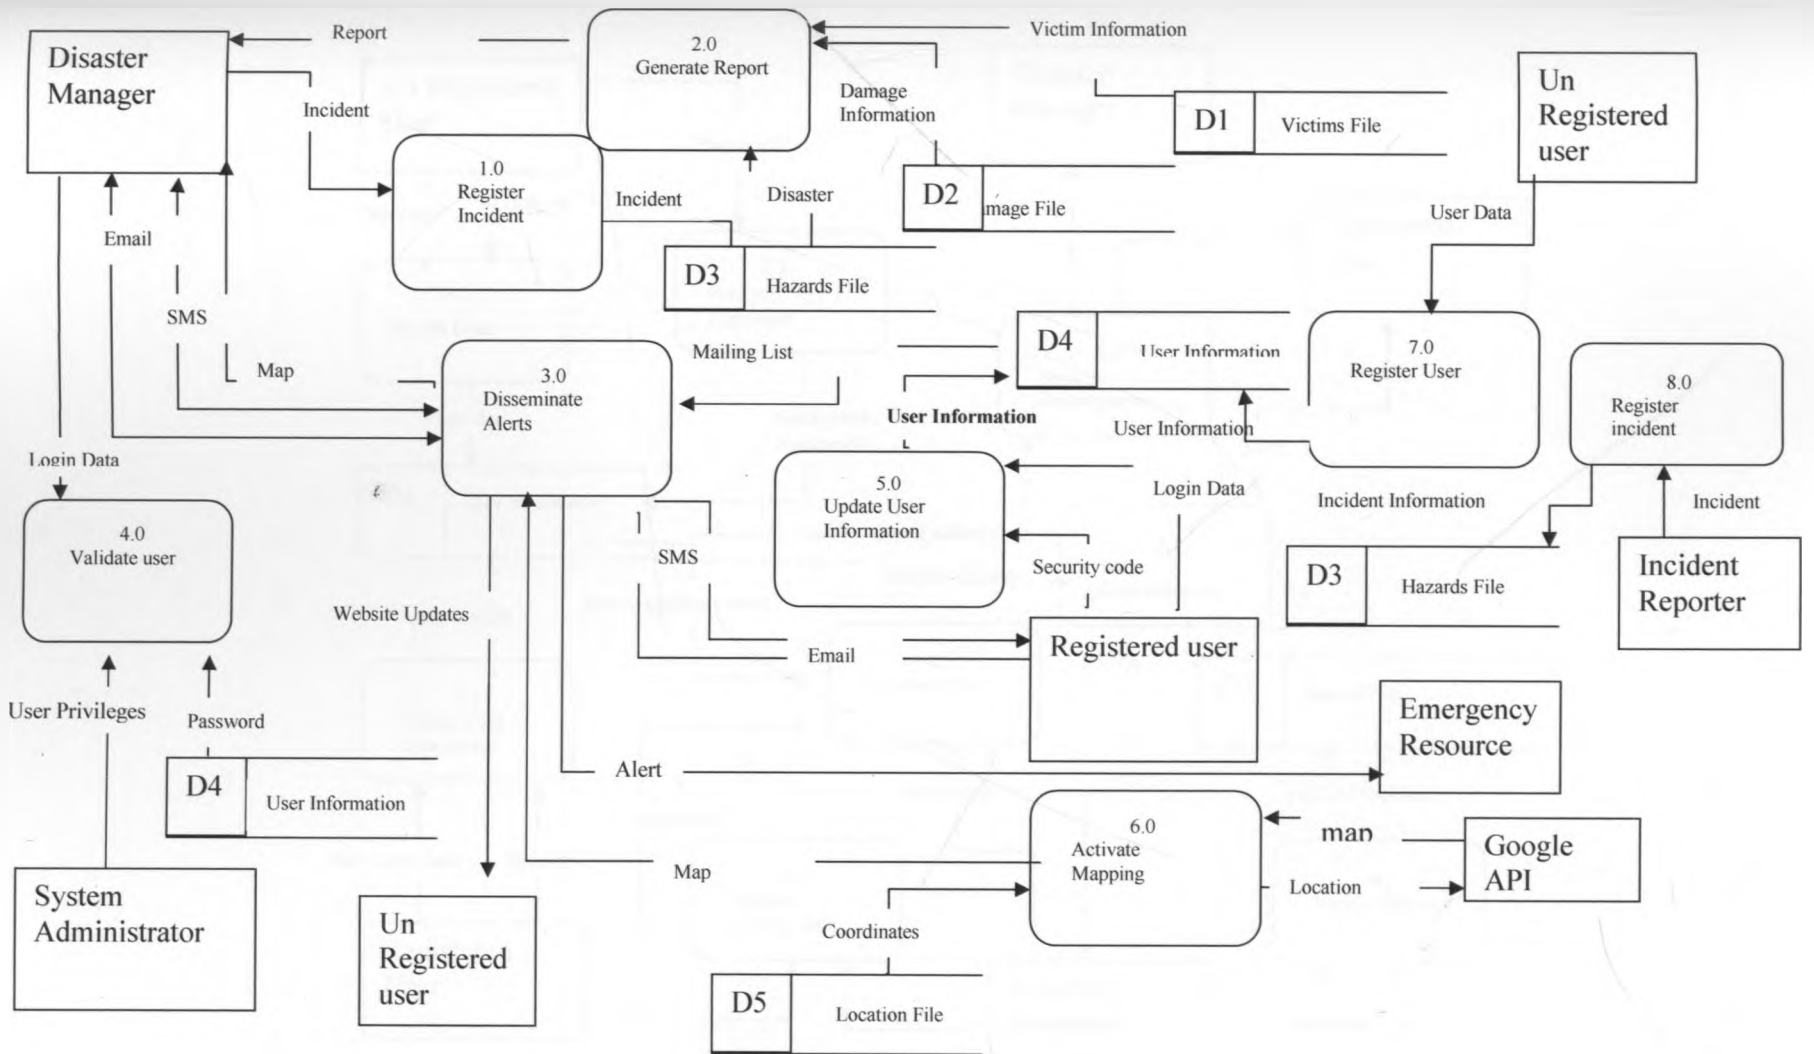 Report
2.0
Generate Report
Victim Information
Disaster
Manager
Incident
Damage
Information
D1
Victims File
Un
Registered
user
1.0
Register
Incident
Incident
Disaster
D2
mage File
User Data
Email
D3
Hazards File
SMS
Map
3.0
Disseminate
Alerts
Mailing List
D4
User Information
7.0
Register User
8.0
Register
incident
User Information
User Information
Login Data
4.0
Validate user
5.0
Update User
Information
Login Data
Incident Information
Incident
SMS
Security code
D3
Hazards File
Incident
Reporter
Website Updates
Email
Registered user
User Privileges
Password
D4
User Information
Alert
Emergency
Resource
6.0
Activate
Mapping
map
Google
API
Map
Location
System
Administrator
Un
Registered
user
Coordinates
D5
Location File